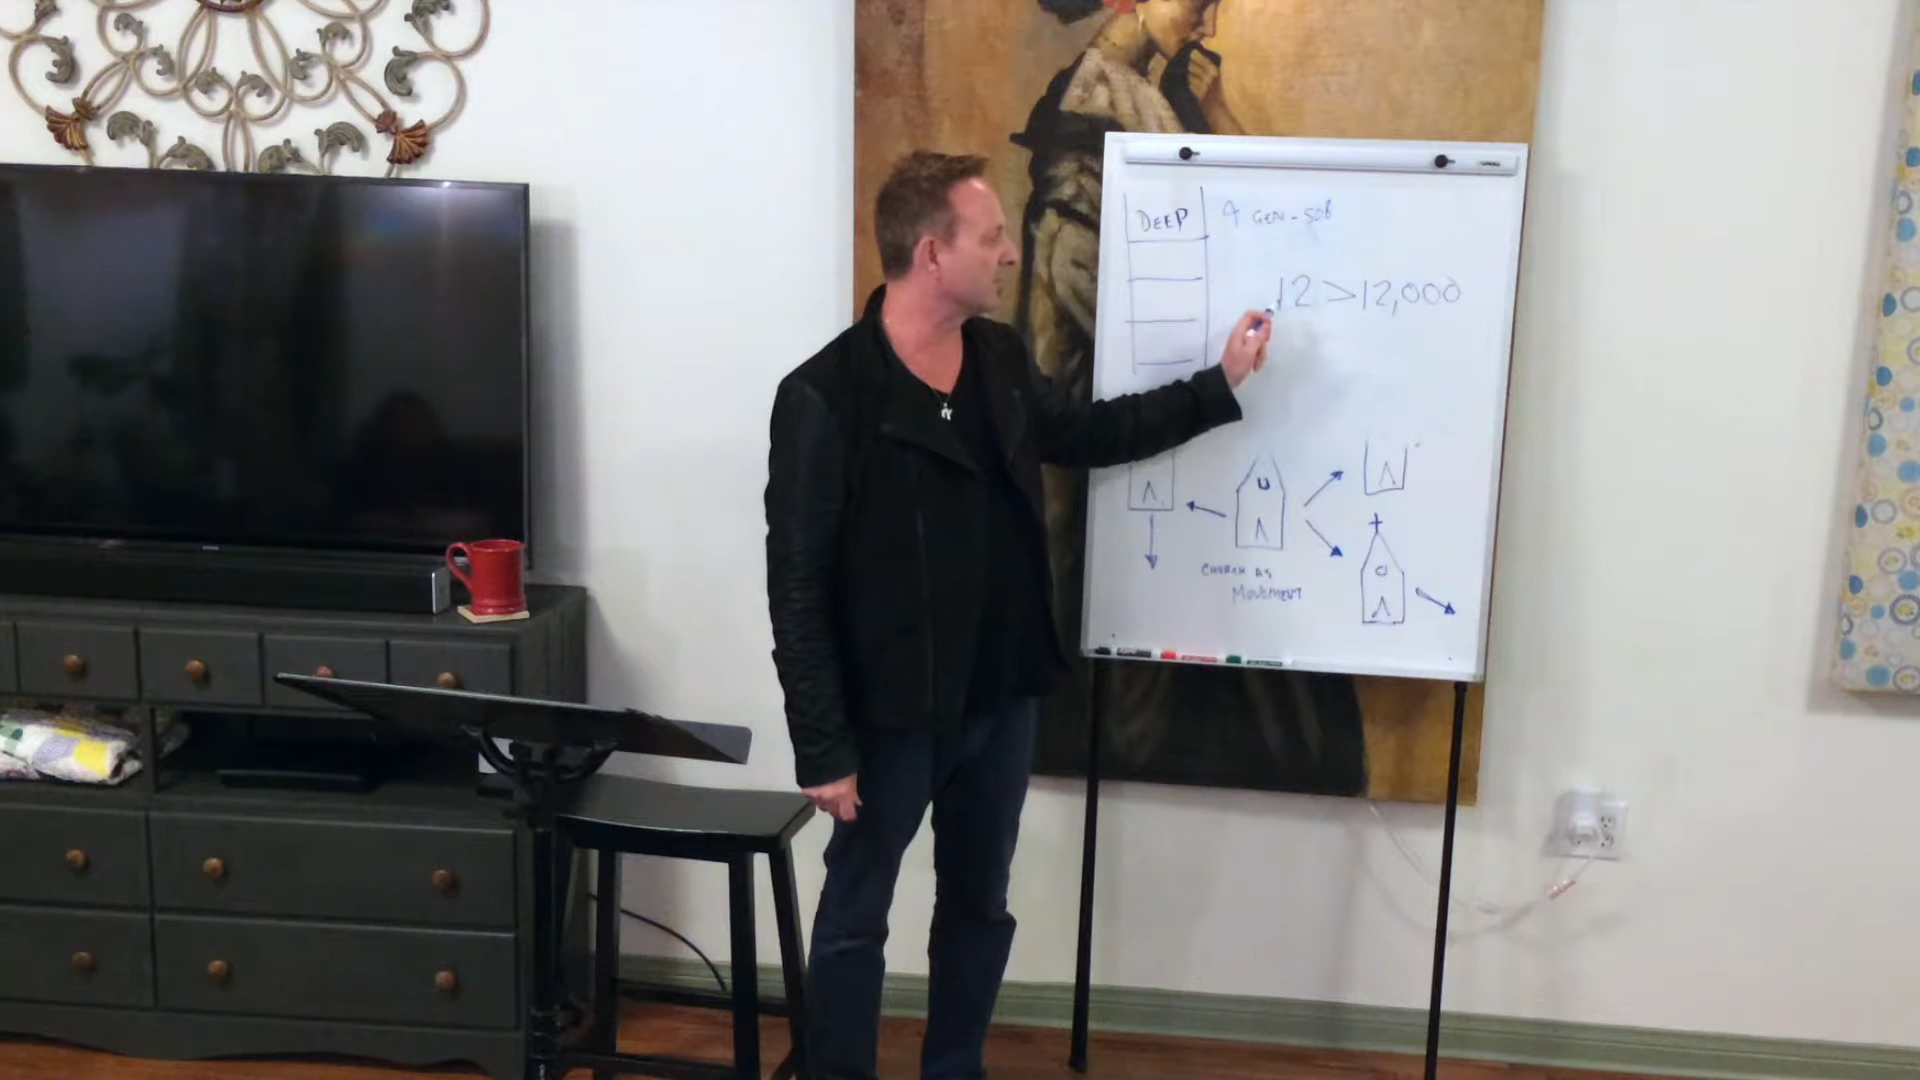 DEEP
4 GEN - 50%
12 > 12,000
CHURCH AS
MOVEMENT